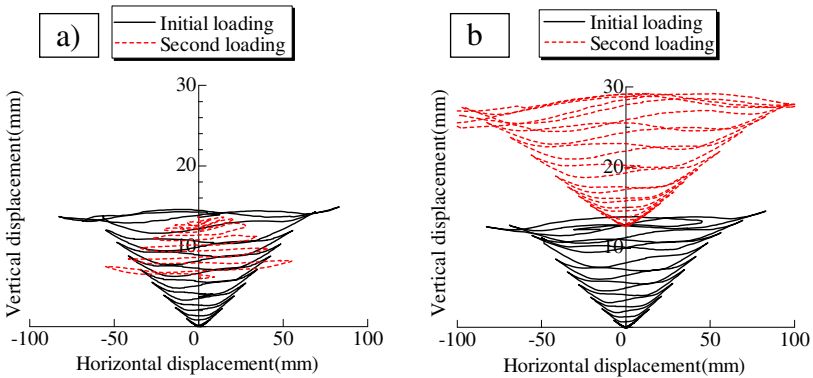 a)
Initial loading
Second loading
30
20
10
Vertical displacement(mm)
-100
-50
0
50
100
Horizontal displacement(mm)
b
Initial loading
Second loading
30
20
10
Vertical displacement(mm)
-100
-50
0
50
100
Horizontal displacement(mm)